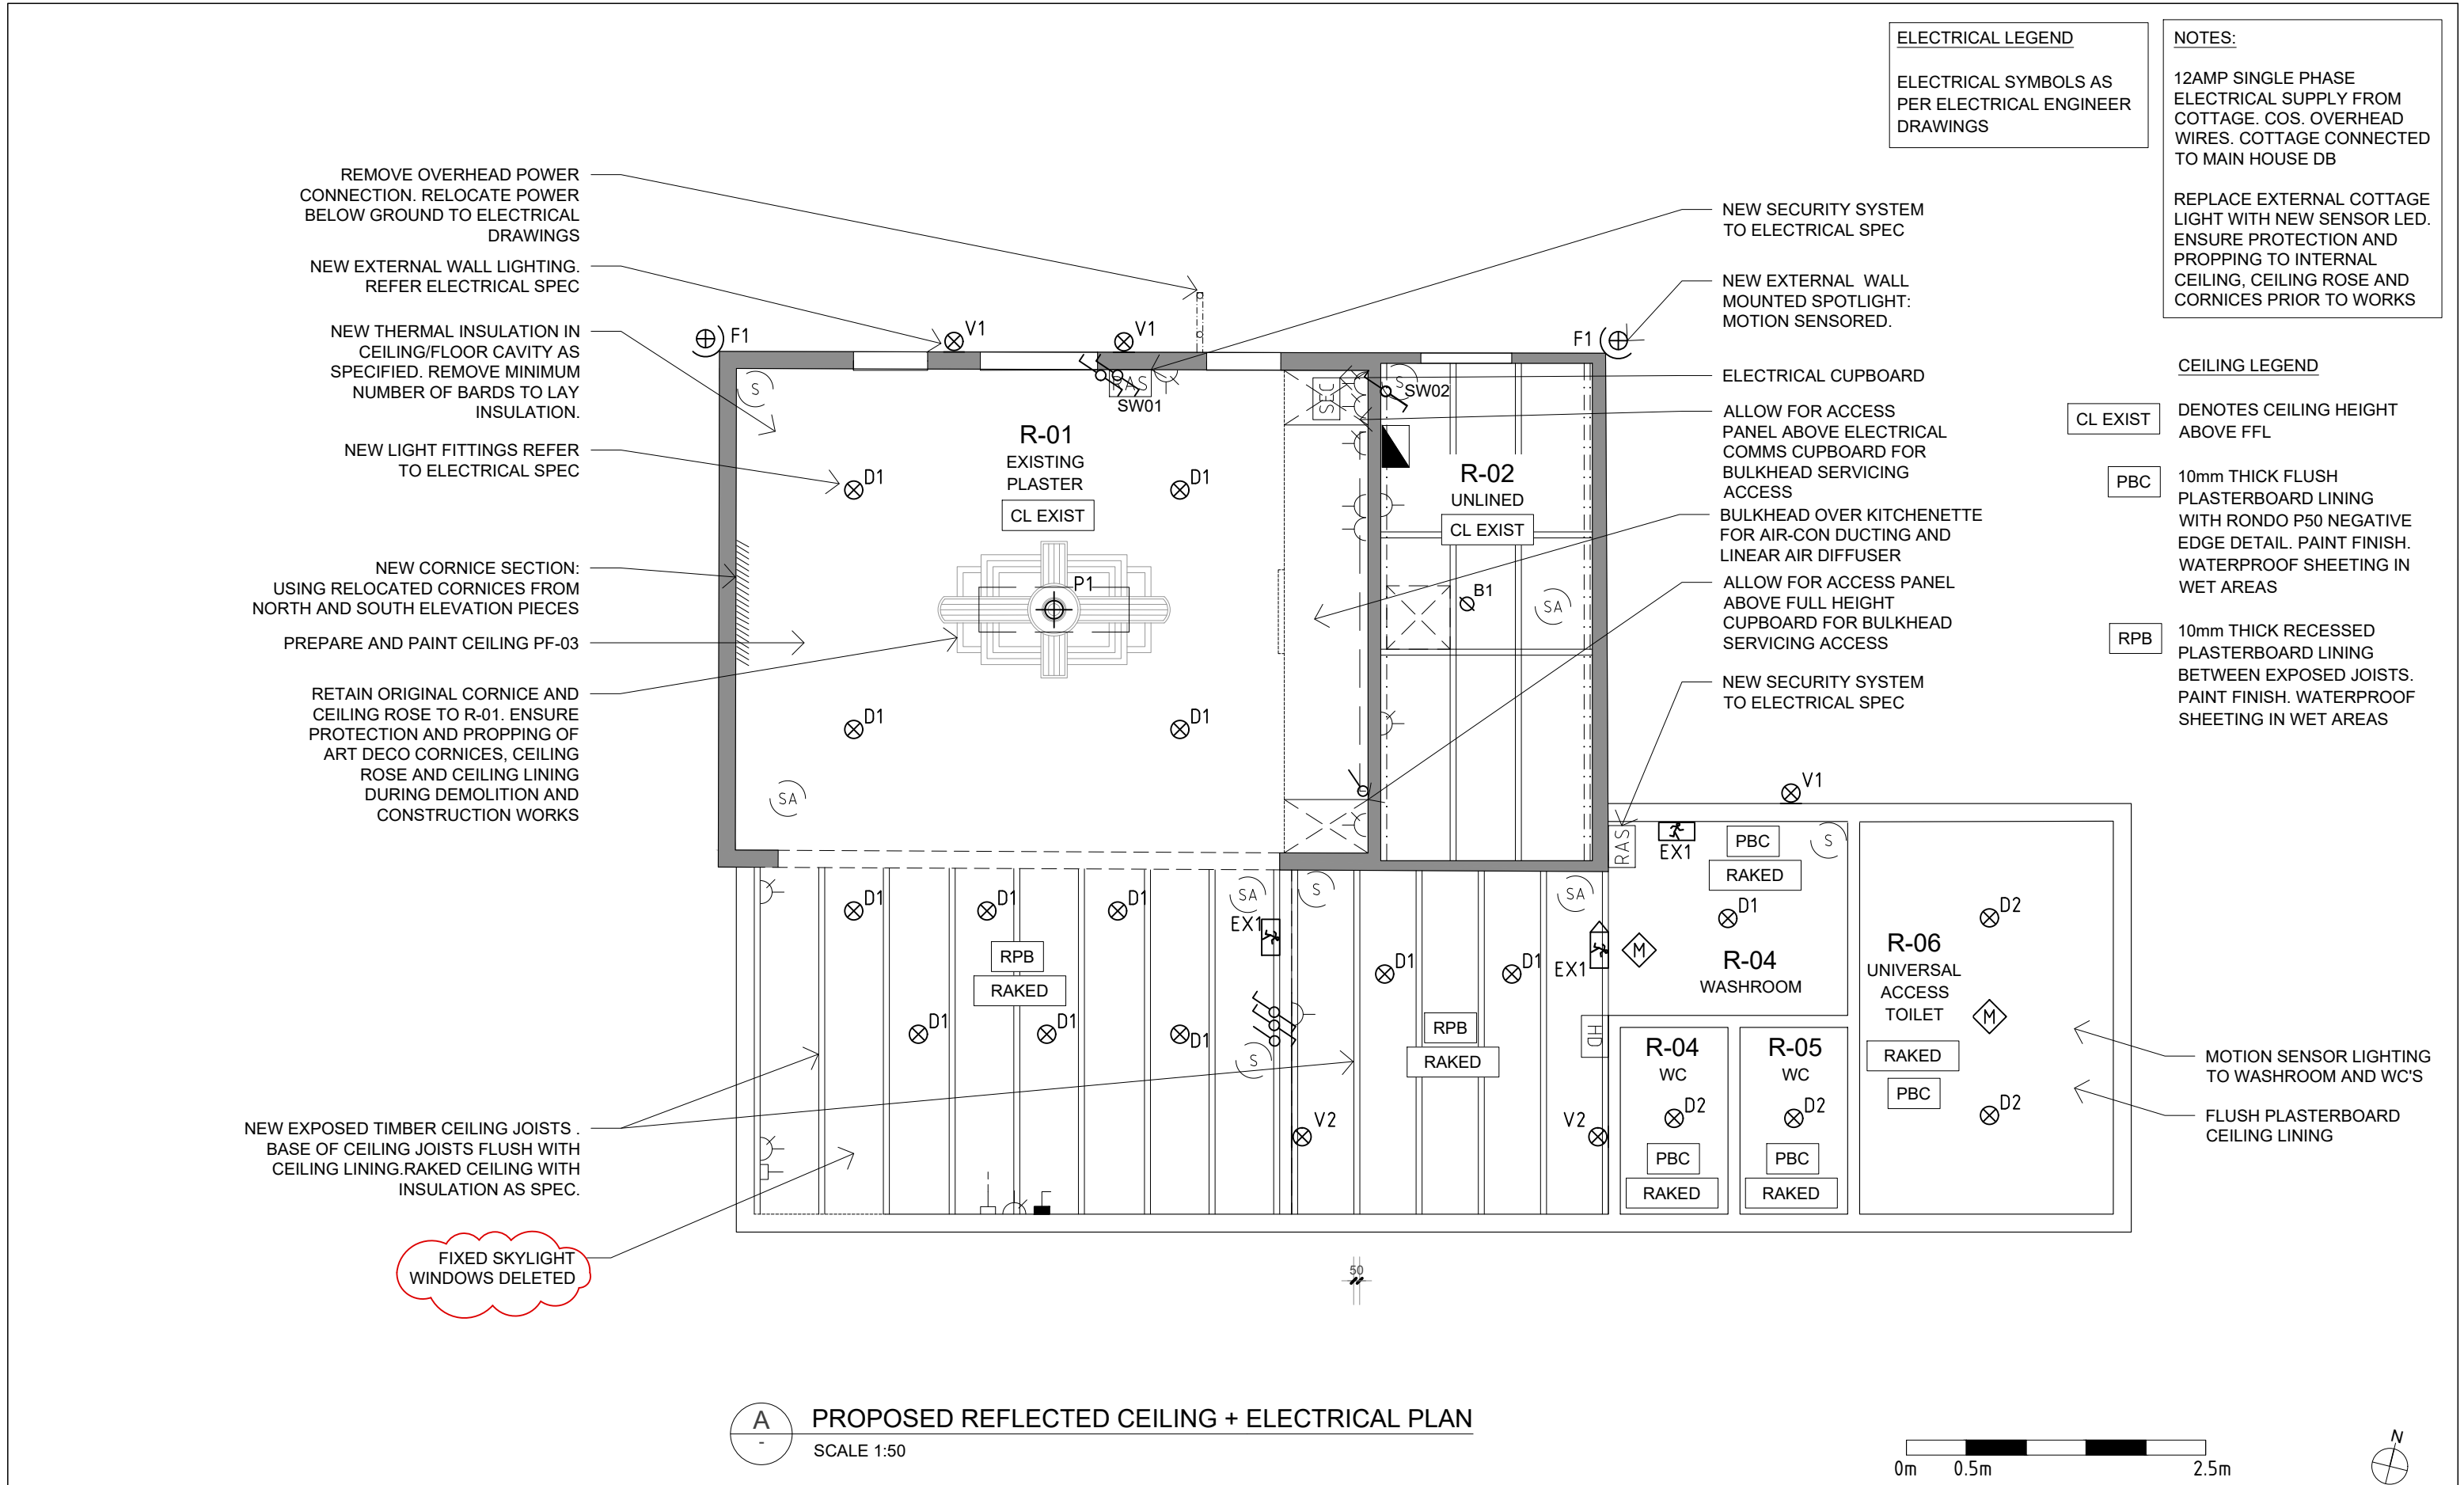 ELECTRICAL LEGEND
ELECTRICAL SYMBOLS AS
PER ELECTRICAL ENGINEER
DRAWINGS
NOTES:
12AMP SINGLE PHASE
ELECTRICAL SUPPLY FROM
COTTAGE. COS. OVERHEAD
WIRES. COTTAGE CONNECTED
TO MAIN HOUSE DB
REPLACE EXTERNAL COTTAGE
LIGHT WITH NEW SENSOR LED.
ENSURE PROTECTION AND
PROPPING TO INTERNAL
CEILING, CEILING ROSE AND
CORNICES PRIOR TO WORKS
CEILING LEGEND
CL EXIST
DENOTES CEILING HEIGHT
ABOVE FFL
PBC
10mm THICK FLUSH
PLASTERBOARD LINING
WITH RONDO P50 NEGATIVE
EDGE DETAIL. PAINT FINISH.
WATERPROOF SHEETING IN
WET AREAS
RPB
10mm THICK RECESSED
PLASTERBOARD LINING
BETWEEN EXPOSED JOISTS.
PAINT FINISH. WATERPROOF
SHEETING IN WET AREAS
REMOVE OVERHEAD POWER
CONNECTION. RELOCATE POWER
BELOW GROUND TO ELECTRICAL
DRAWINGS
NEW EXTERNAL WALL LIGHTING.
REFER ELECTRICAL SPEC
NEW THERMAL INSULATION IN
CEILING/FLOOR CAVITY AS
SPECIFIED. REMOVE MINIMUM
NUMBER OF BARDS TO LAY
INSULATION.
NEW LIGHT FITTINGS REFER
TO ELECTRICAL SPEC
NEW CORNICE SECTION:
USING RELOCATED CORNICES FROM
NORTH AND SOUTH ELEVATION PIECES
PREPARE AND PAINT CEILING PF-03
RETAIN ORIGINAL CORNICE AND
CEILING ROSE TO R-01. ENSURE
PROTECTION AND PROPPING OF
ART DECO CORNICES, CEILING
ROSE AND CEILING LINING
DURING DEMOLITION AND
CONSTRUCTION WORKS
NEW EXPOSED TIMBER CEILING JOISTS .
BASE OF CEILING JOISTS FLUSH WITH
CEILING LINING.RAKED CEILING WITH
INSULATION AS SPEC.
FIXED SKYLIGHT
WINDOWS DELETED
NEW SECURITY SYSTEM
TO ELECTRICAL SPEC
NEW EXTERNAL WALL
MOUNTED SPOTLIGHT:
MOTION SENSORED.
ELECTRICAL CUPBOARD
ALLOW FOR ACCESS
PANEL ABOVE ELECTRICAL
COMMS CUPBOARD FOR
BULKHEAD SERVICING
ACCESS
BULKHEAD OVER KITCHENETTE
FOR AIR-CON DUCTING AND
LINEAR AIR DIFFUSER
ALLOW FOR ACCESS PANEL
ABOVE FULL HEIGHT
CUPBOARD FOR BULKHEAD
SERVICING ACCESS
NEW SECURITY SYSTEM
TO ELECTRICAL SPEC
MOTION SENSOR LIGHTING
TO WASHROOM AND WC'S
FLUSH PLASTERBOARD
CEILING LINING
F1
V1
V1
F1
S
RAS
SW01
SEC
S
SW02
R-01
EXISTING
PLASTER
CL EXIST
D1
D1
R-02
UNLINED
CL EXIST
P1
B1
SA
D1
D1
SA
V1
RAS
EX1
PBC
RAKED
S
D1
R-04
WASHROOM
M
D1
D1
D1
SA
S
SA
EX1
RPB
RAKED
D1
D1
EX1
D1
D1
D1
S
RPB
RAKED
HD
V2
V2
R-04
WC
D2
PBC
RAKED
R-05
WC
D2
PBC
RAKED
R-06
UNIVERSAL
ACCESS
TOILET
D2
M
RAKED
PBC
D2
50
A
-
PROPOSED REFLECTED CEILING + ELECTRICAL PLAN
SCALE 1:50
0m
0.5m
2.5m
N